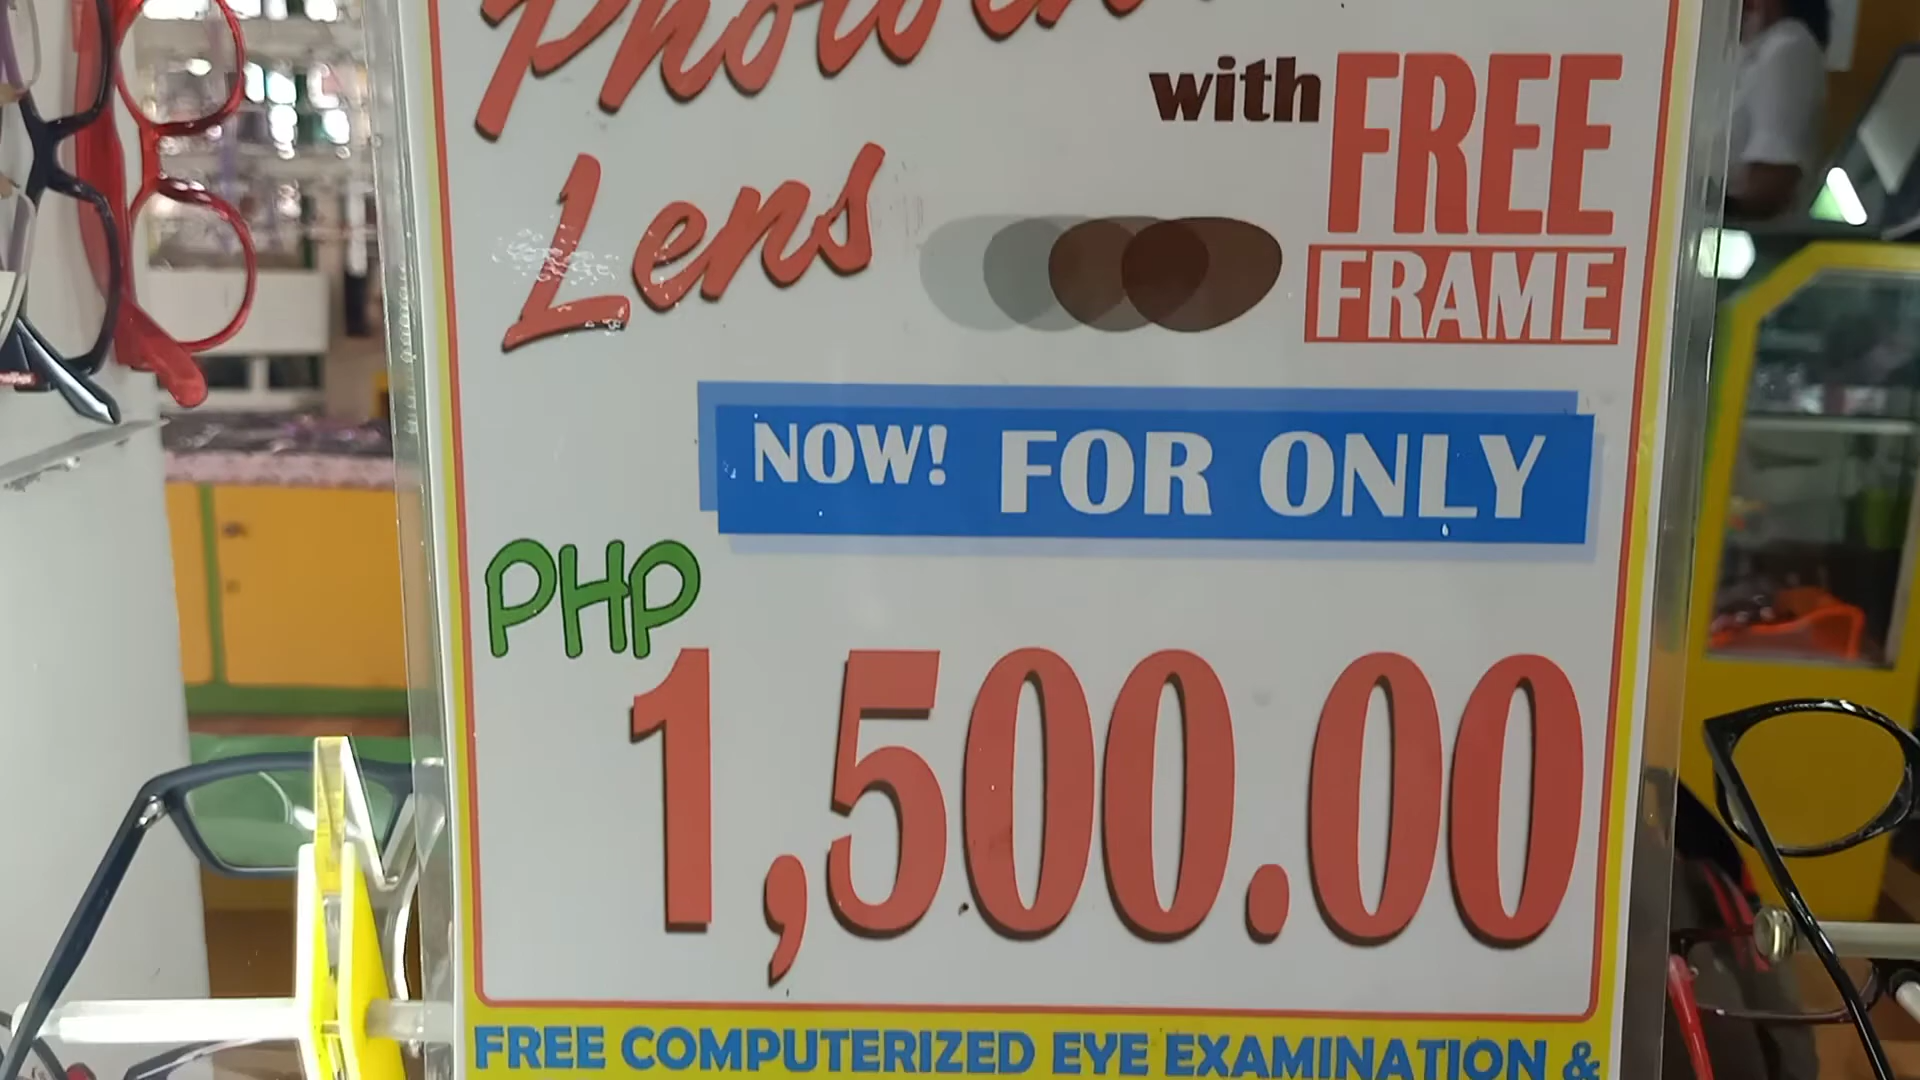 Lens
with FREE
FRAME
NOW! FOR ONLY
PHP
1,500.00
FREE COMPUTERIZED EYE EXAMINATION &